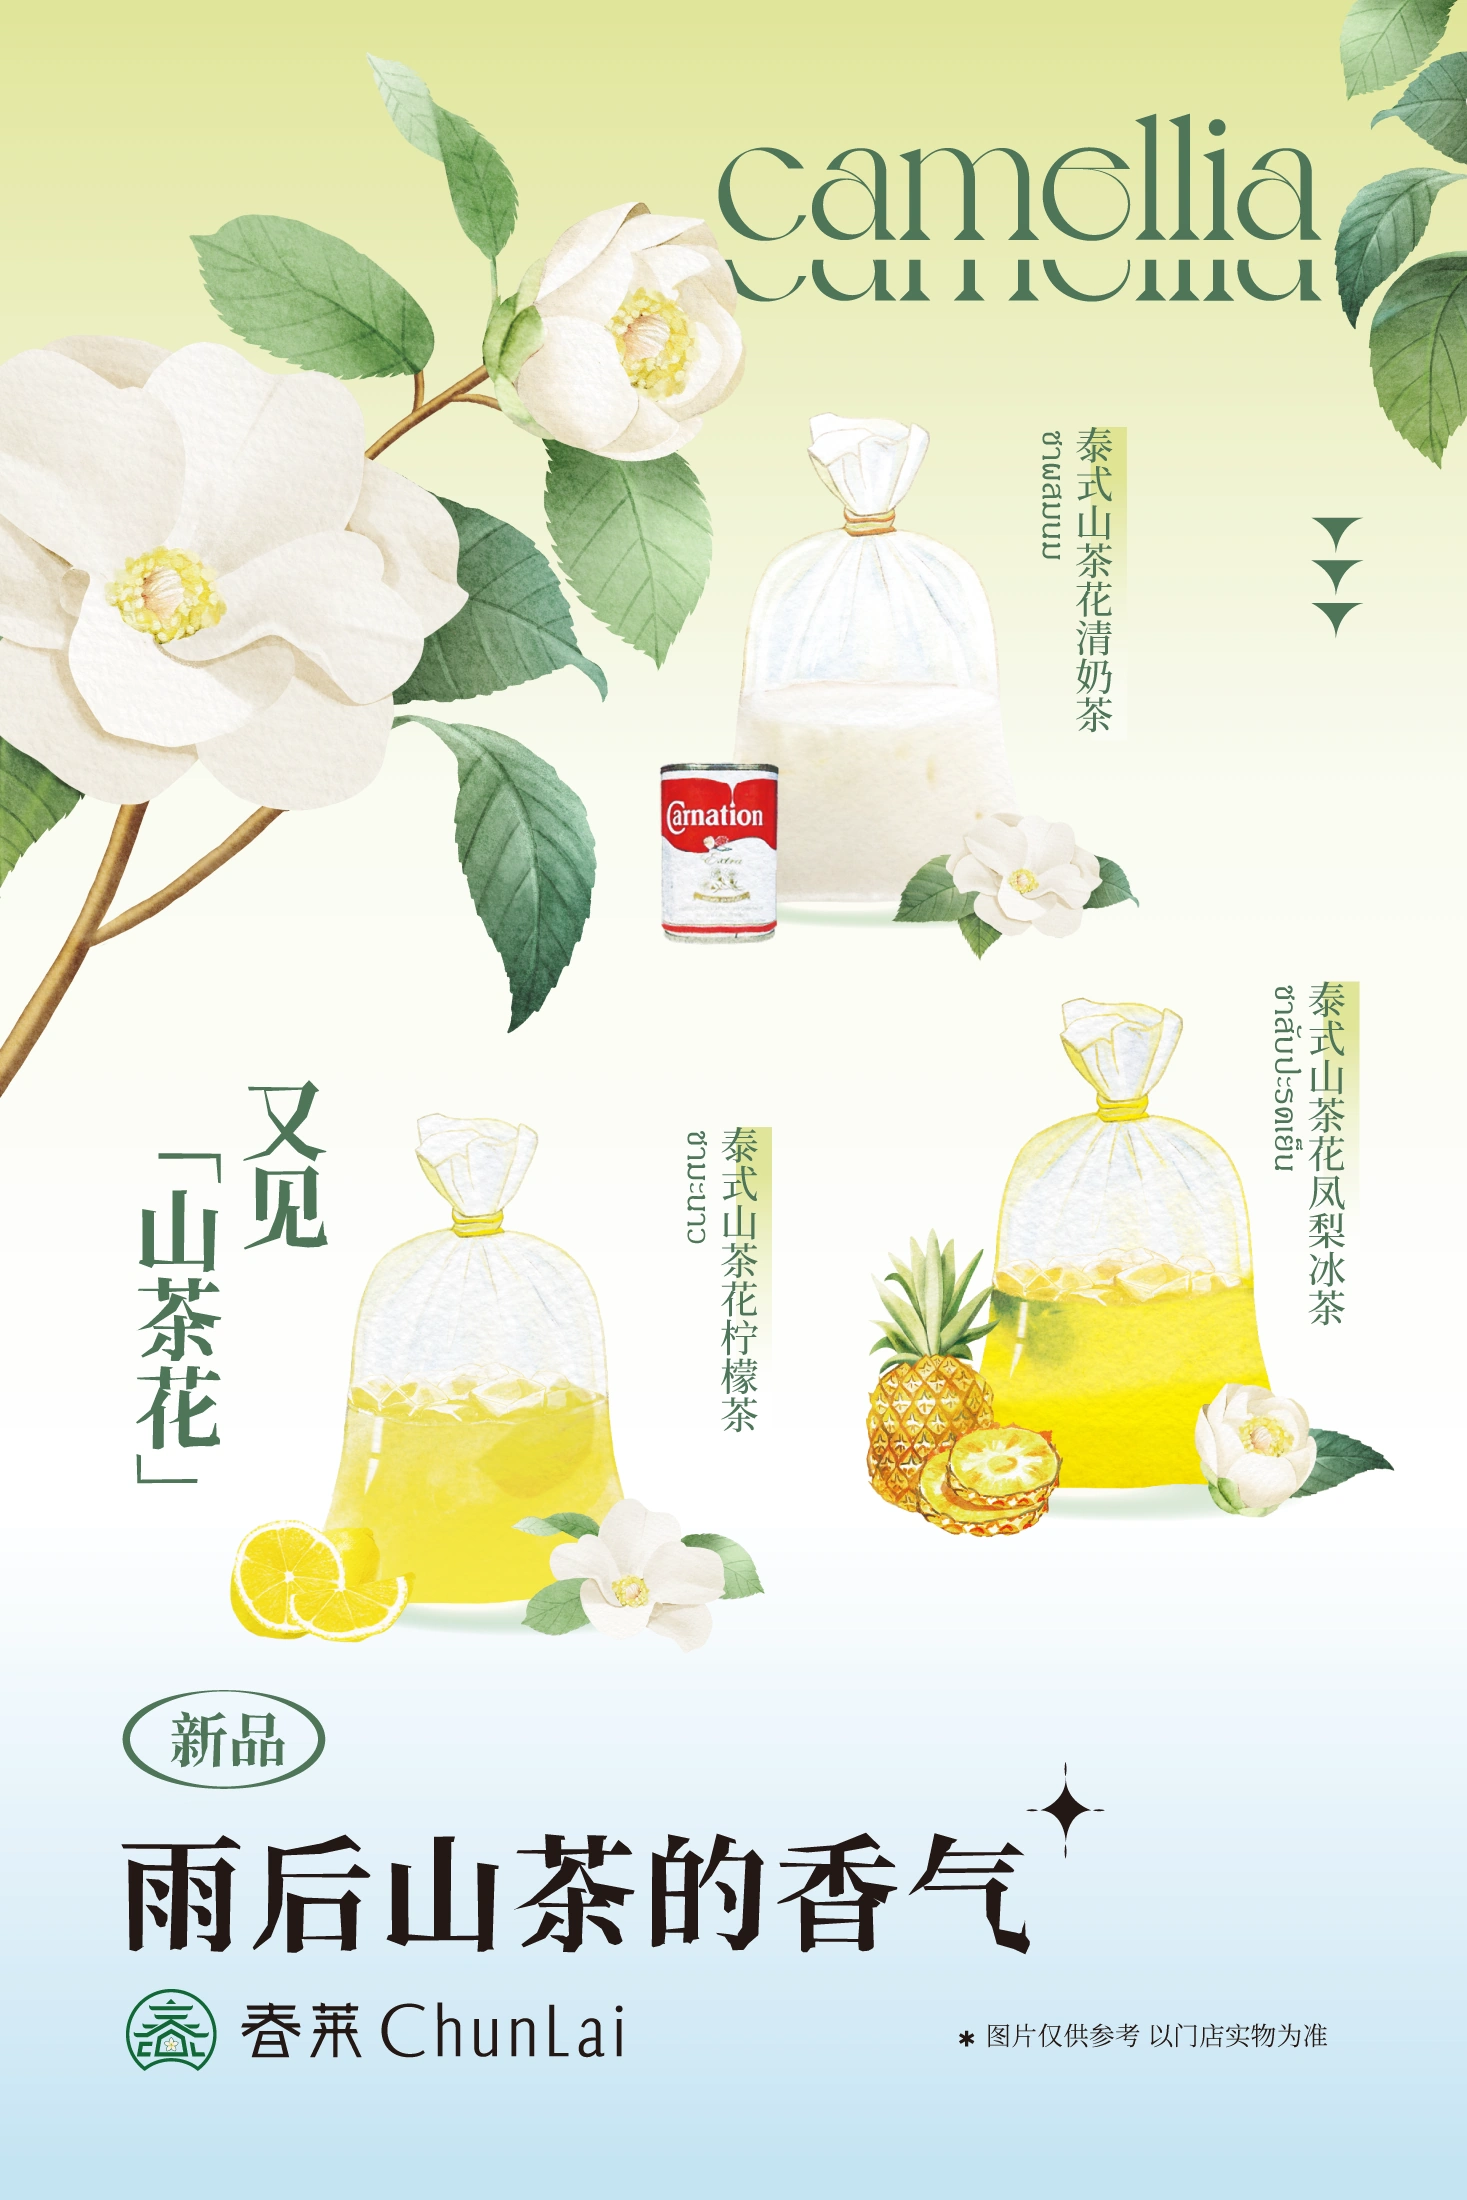 camellia
camellia
泰式山茶花清奶茶
ชาผสมนม
Carnation
Extra
泰式山茶花凤梨冰茶
ชาสับปะรดเย็น
又见
「山茶花」
泰式山茶花柠檬茶
ชามะนาว
新品
雨后山茶的香气
春莱 ChunLai
* 图片仅供参考 以门店实物为准